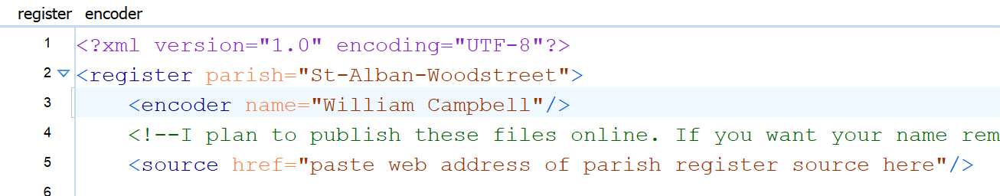 register encoder
1 <?xml version="1.0" encoding="UTF-8"?>
2 <register parish="St-Alban-Woodstreet">
3 <encoder name="William Campbell"/>
4 <!--I plan to publish these files online. If you want your name rem
5 <source href="paste web address of parish register source here"/>
6